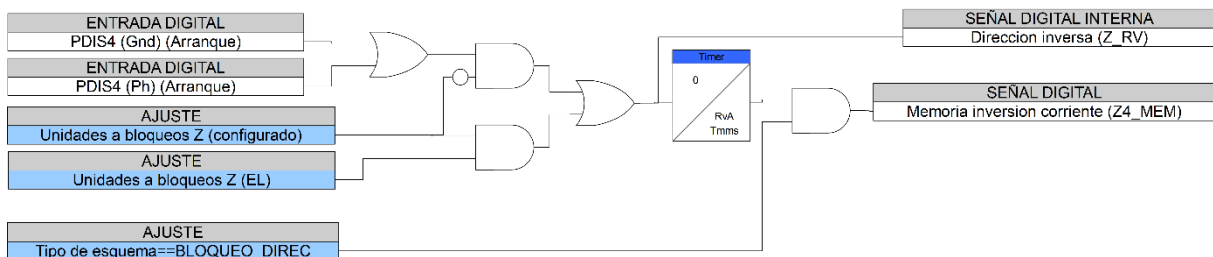 ENTRADA DIGITAL
PDIS4 (Gnd) (Arranque)
ENTRADA DIGITAL
PDIS4 (Ph) (Arranque)
AJUSTE
Unidades a bloqueos Z (configurado)
AJUSTE
Unidades a bloqueos Z (EL)
AJUSTE
Tipo de esquema==BLOQUEO_DIREC
Timer
0
RvA
Tmms
SEÑAL DIGITAL INTERNA
Direccion inversa (Z_RV)
SEÑAL DIGITAL
Memoria inversion corriente (Z4_MEM)